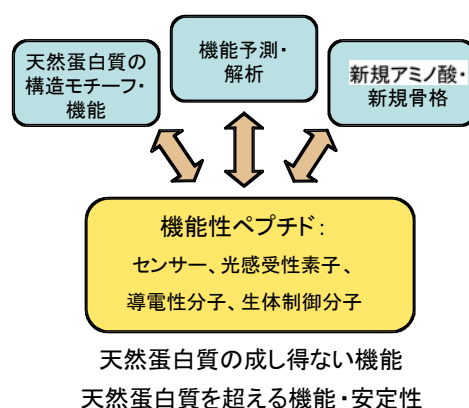 天然蛋白質の
構造モチーフ・
機能
機能予測・
解析
新規アミノ酸・
新規骨格
機能性ペプチド:
センサー、光感受性素子、
導電性分子、生体制御分子
天然蛋白質の成し得ない機能
天然蛋白質を超える機能・安定性